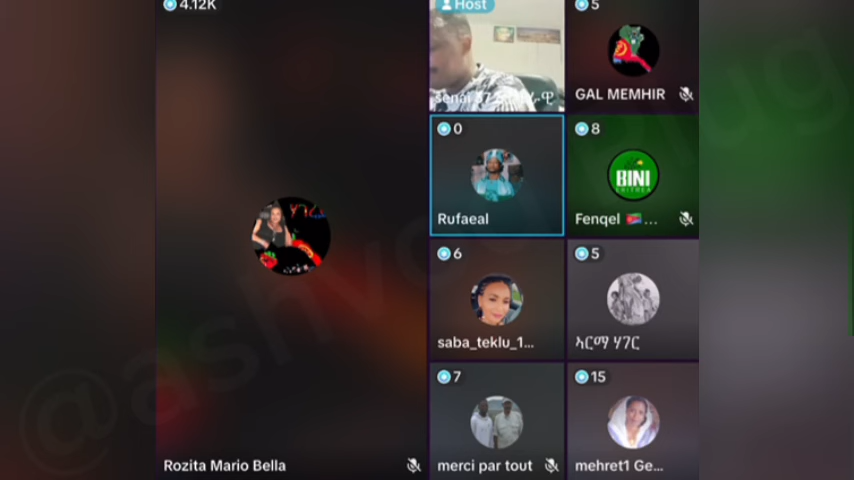 4.12K
Host
5
GAL MEMHIR
0
Rufaeal
8
BINI
ERITREA
Fenqel 🇪🇷...
6
saba_teklu_1...
5
ኣርማ ሃገር
7
merci par tout
15
mehret1 Ge...
Rozita Mario Bella